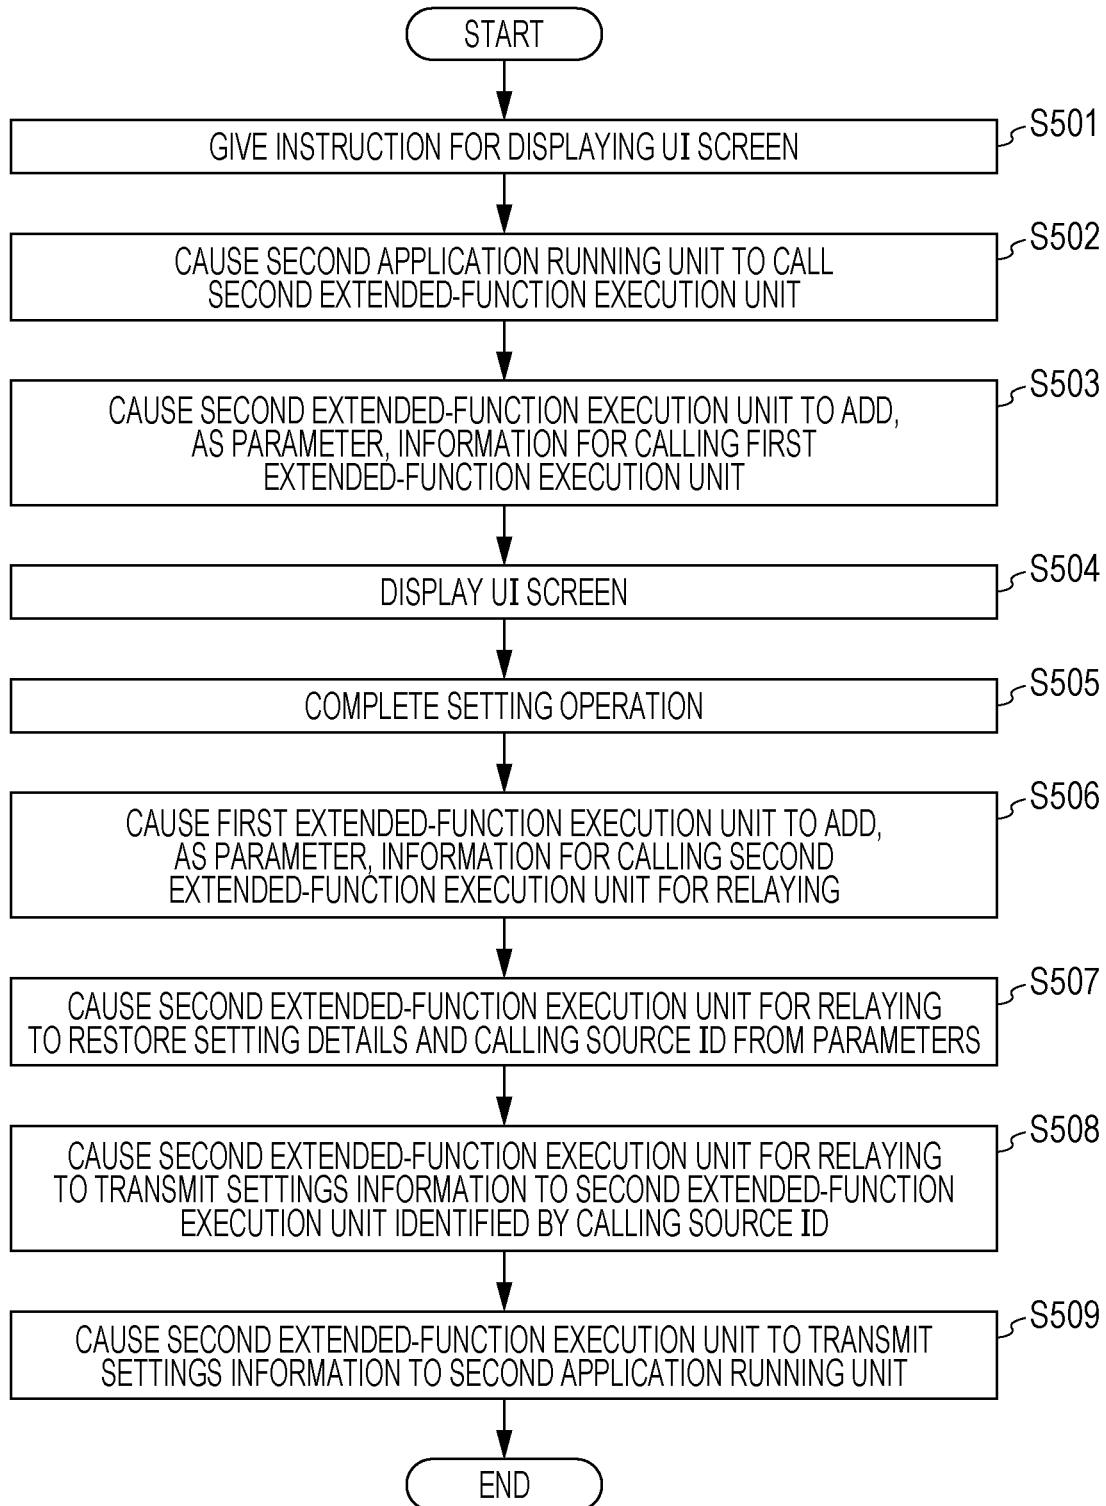 START
S501
GIVE INSTRUCTION FOR DISPLAYING UI SCREEN
S502
CAUSE SECOND APPLICATION RUNNING UNIT TO CALL
SECOND EXTENDED-FUNCTION EXECUTION UNIT
S503
CAUSE SECOND EXTENDED-FUNCTION EXECUTION UNIT TO ADD,
AS PARAMETER, INFORMATION FOR CALLING FIRST
EXTENDED-FUNCTION EXECUTION UNIT
S504
DISPLAY UI SCREEN
S505
COMPLETE SETTING OPERATION
S506
CAUSE FIRST EXTENDED-FUNCTION EXECUTION UNIT TO ADD,
AS PARAMETER, INFORMATION FOR CALLING SECOND
EXTENDED-FUNCTION EXECUTION UNIT FOR RELAYING
S507
CAUSE SECOND EXTENDED-FUNCTION EXECUTION UNIT FOR RELAYING
TO RESTORE SETTING DETAILS AND CALLING SOURCE ID FROM PARAMETERS
S508
CAUSE SECOND EXTENDED-FUNCTION EXECUTION UNIT FOR RELAYING
TO TRANSMIT SETTINGS INFORMATION TO SECOND EXTENDED-FUNCTION
EXECUTION UNIT IDENTIFIED BY CALLING SOURCE ID
S509
CAUSE SECOND EXTENDED-FUNCTION EXECUTION UNIT TO TRANSMIT
SETTINGS INFORMATION TO SECOND APPLICATION RUNNING UNIT
END